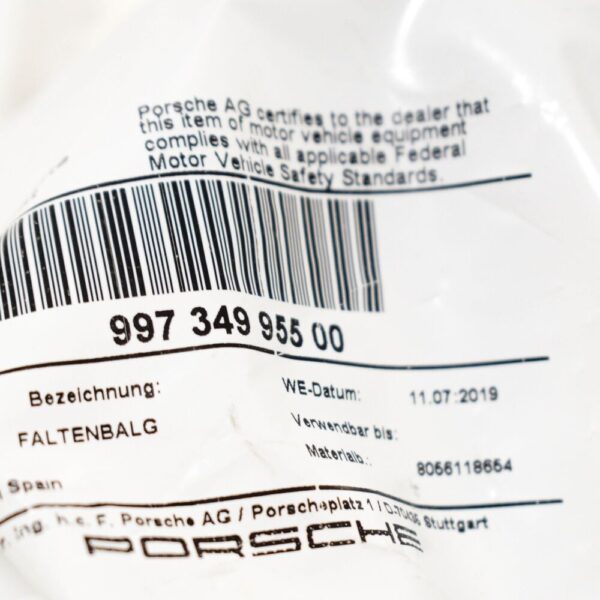 Porsche AG certifies to the dealer that
this item of motor vehicle equipment
complies with all applicable Federal
Motor Vehicle Safety Standards.
997 349 955 00
Bezeichnung:
FALTENBALG
WE-Datum: 11.07.2019
Verwendbar bis:
Materialb.: 8056118654
Spain
h.c. F. Porsche AG / Porscheplatz 1 / D-70435 Stuttgart
PORSCHE